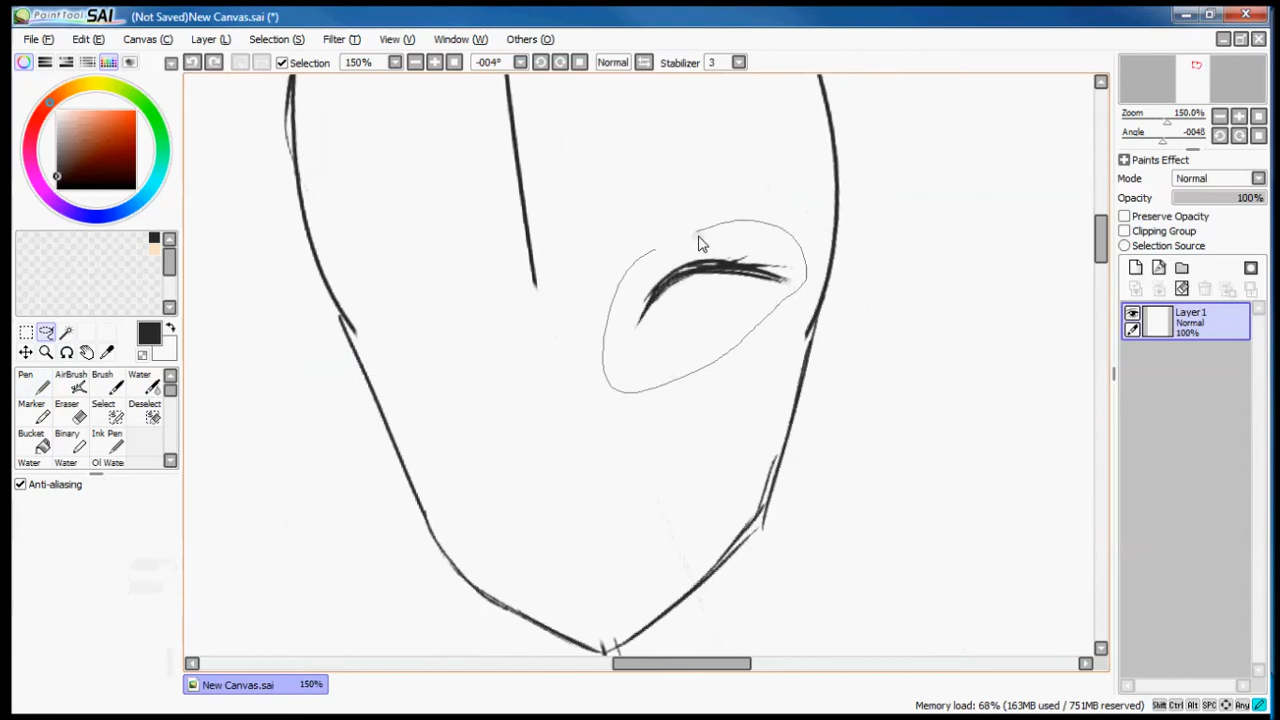 PaintTool SAI (Not Saved)New Canvas.sai (*)
File (F) Edit (E) Canvas (C) Layer (L) Selection (S) Filter (T) View (V) Window (W) Others (O)
Selection 150% -004° Normal Stabilizer 3
Zoom 150.0%
Angle -0048
Paints Effect
Mode Normal
Opacity 100%
Preserve Opacity
Clipping Group
Selection Source
Layer1
Normal
100%
Pen AirBrush Brush Water
Marker Eraser Select Deselect
Bucket Binary Ink Pen
Water Water Ol Wate
Anti-aliasing
New Canvas.sai 150%
Memory load: 68% (163MB used / 751MB reserved) Shift Ctrl Alt SPC Any